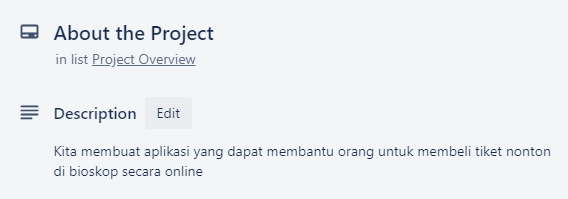 About the Project
in list Project Overview
Description Edit
Kita membuat aplikasi yang dapat membantu orang untuk membeli tiket nonton
di bioskop secara online